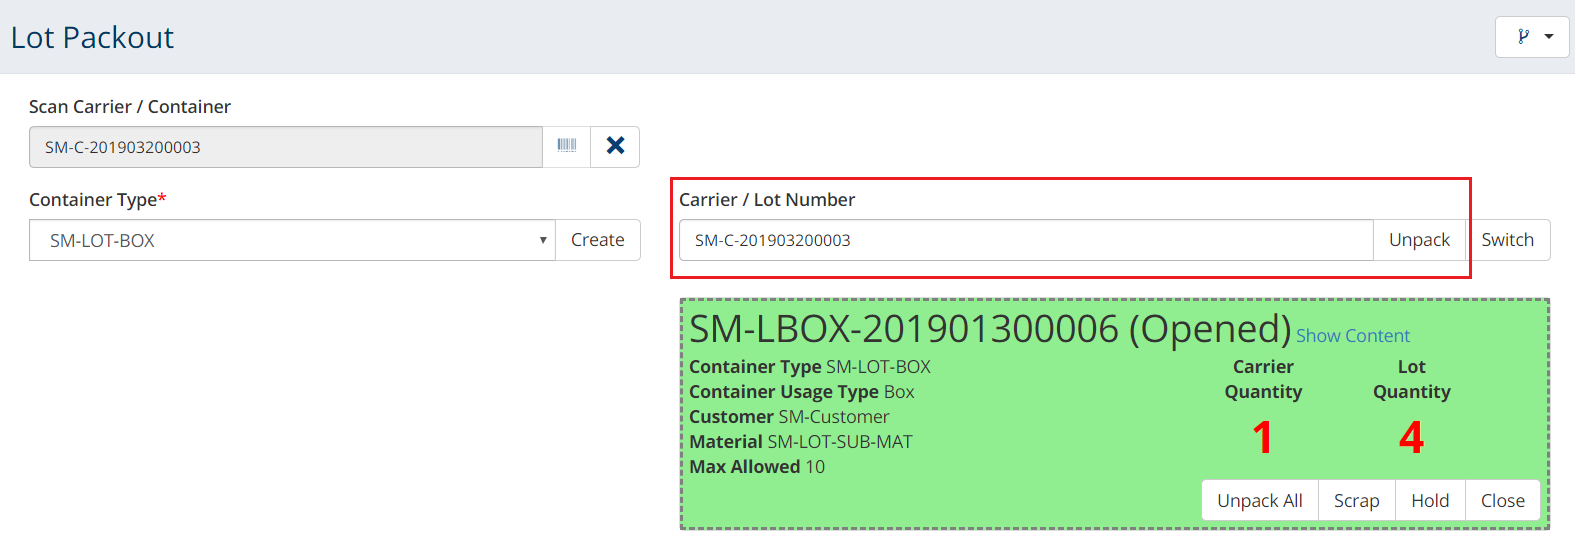 Lot Packout
Scan Carrier / Container
SM-C-201903200003
Container Type*
SM-LOT-BOX
Create
Carrier / Lot Number
SM-C-201903200003
Unpack
Switch
SM-LBOX-201901300006 (Opened) Show Content
Container Type SM-LOT-BOX
Container Usage Type Box
Customer SM-Customer
Material SM-LOT-SUB-MAT
Max Allowed 10
Carrier
Quantity
1
Lot
Quantity
4
Unpack All
Scrap
Hold
Close